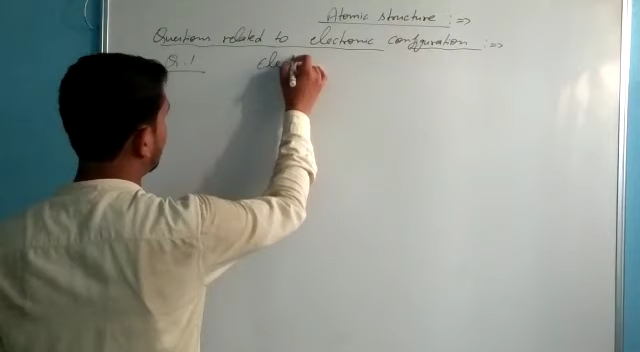 Atomic structure :=>
Questions related to electronic configuration :=>
Q.1 elec